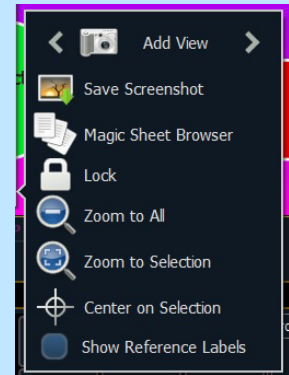 Add View
Save Screenshot
Magic Sheet Browser
Lock
Zoom to All
Zoom to Selection
Center on Selection
Show Reference Labels